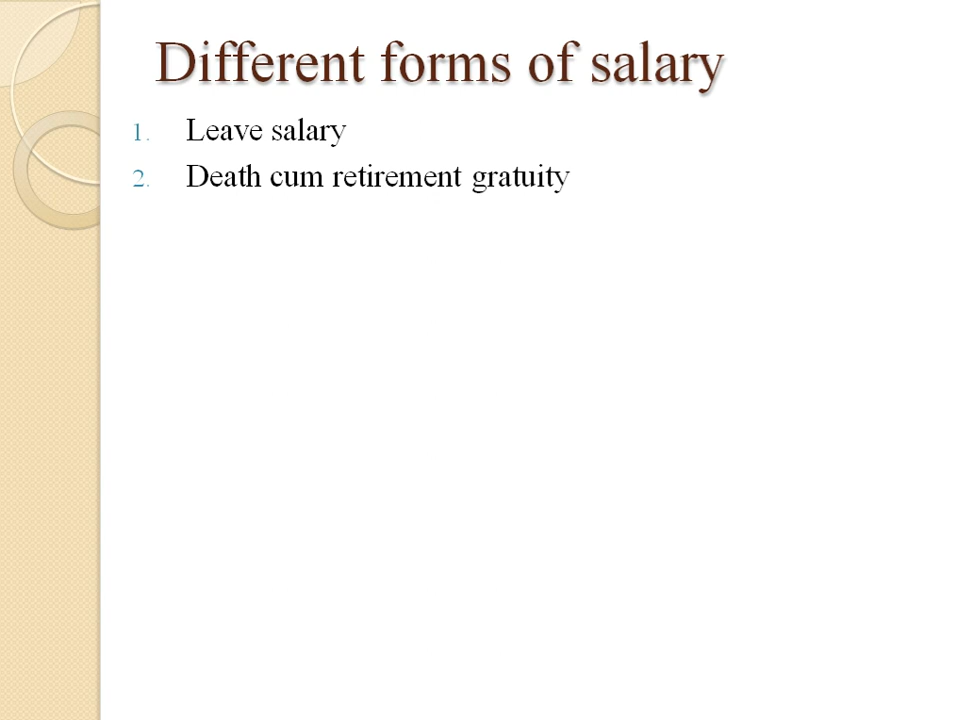 Different forms of salary
1. Leave salary
2. Death cum retirement gratuity